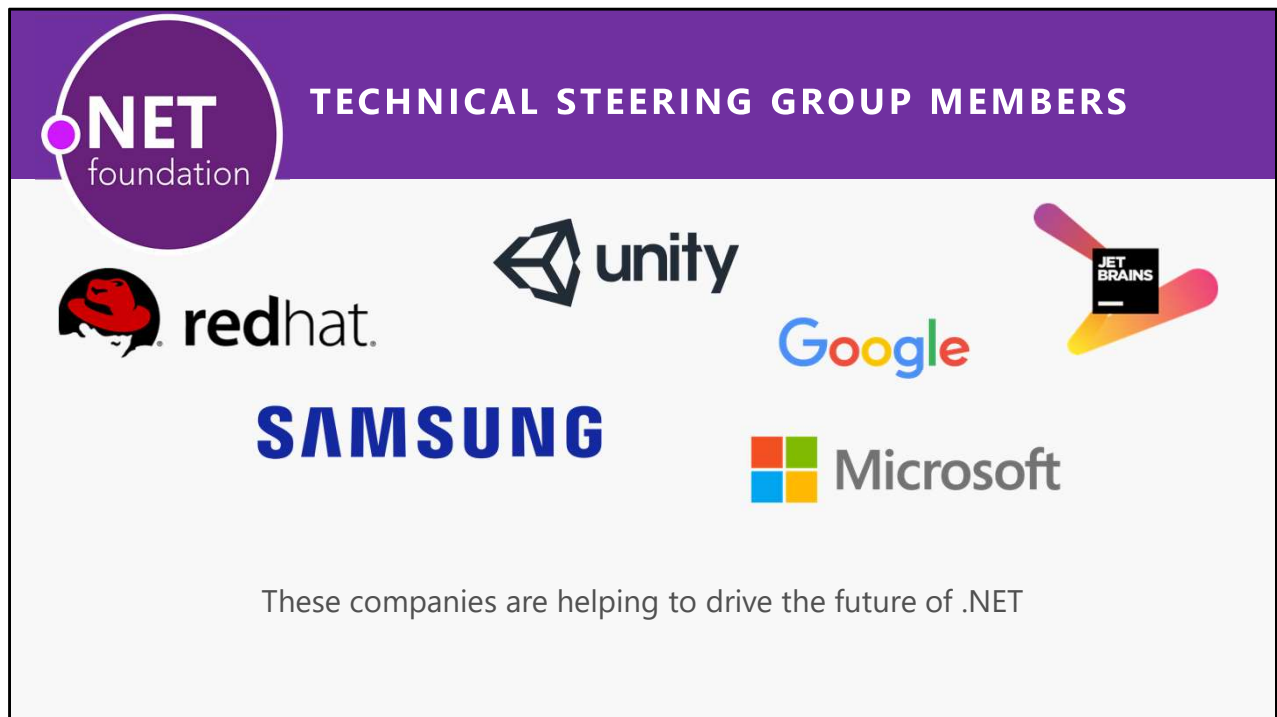 .NET
foundation
TECHNICAL STEERING GROUP MEMBERS
unity
JET
BRAINS
redhat.
Google
SAMSUNG
Microsoft
These companies are helping to drive the future of .NET